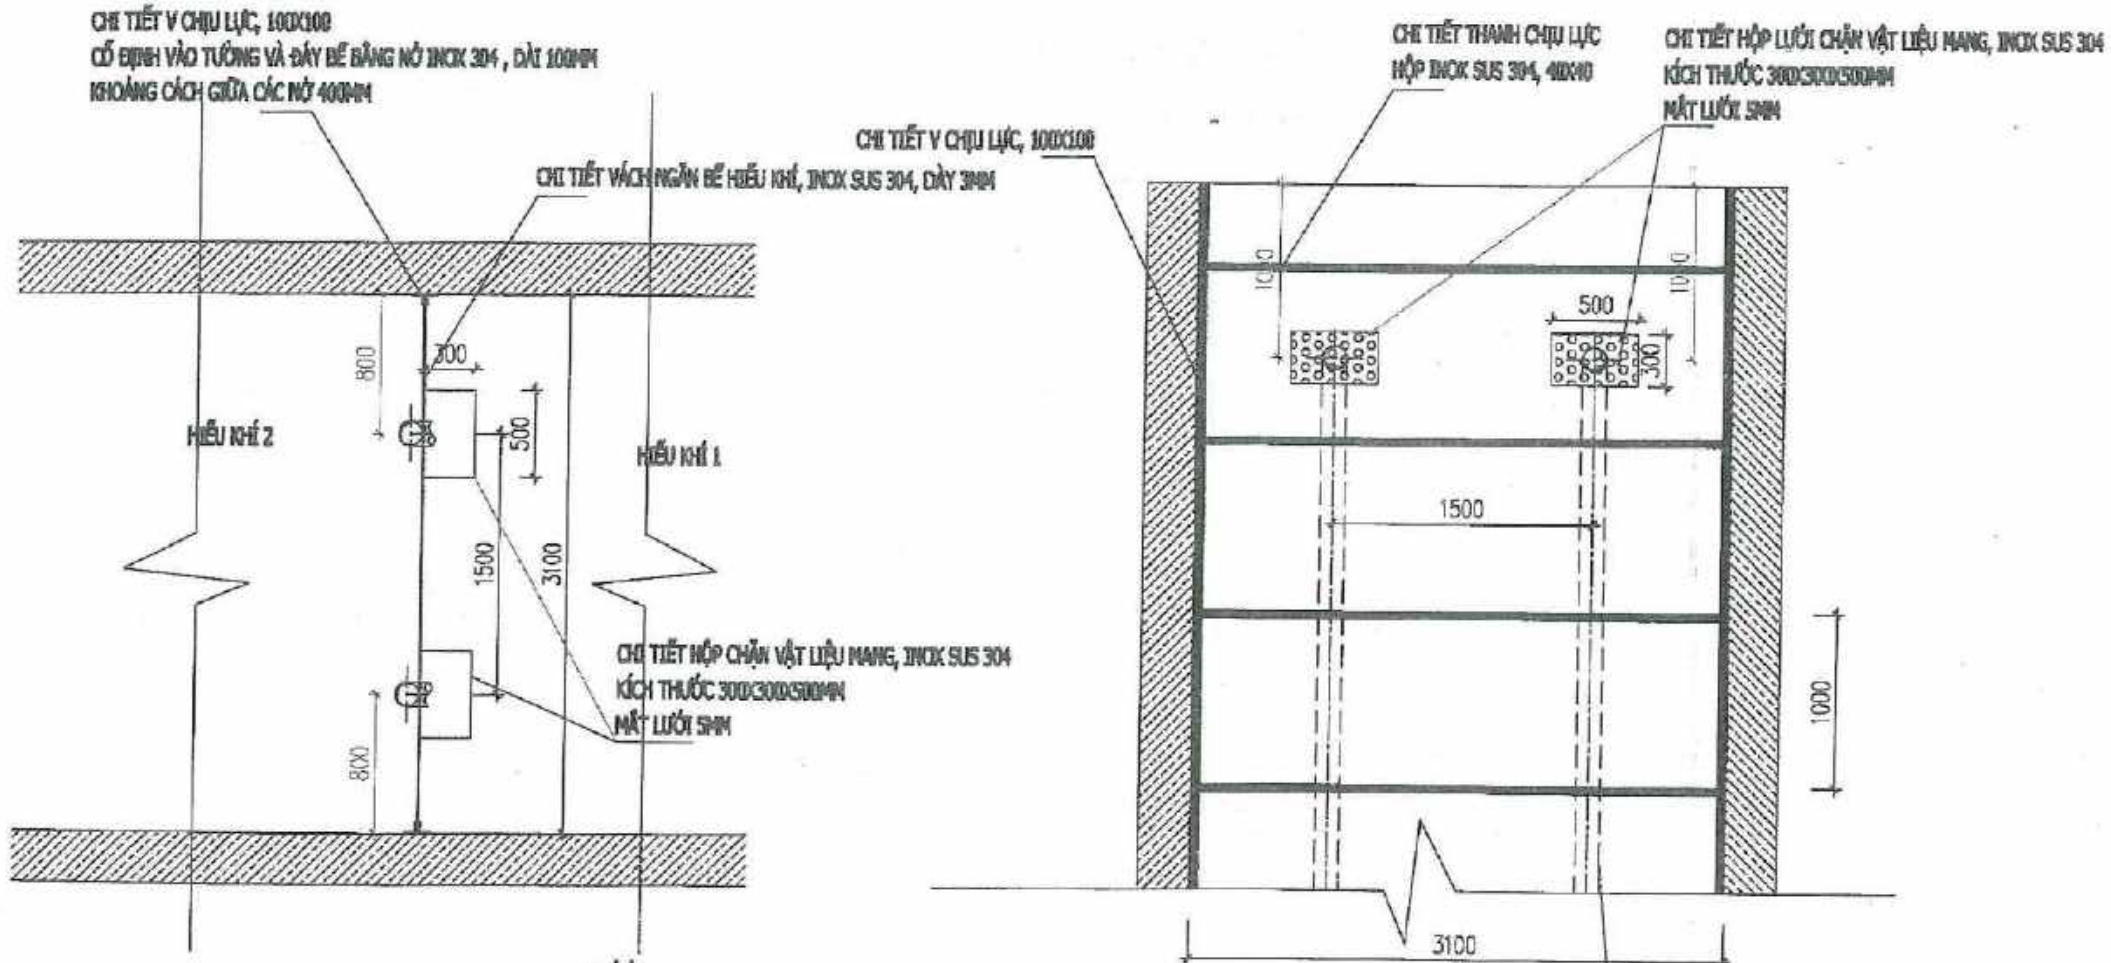 CHI TIẾT V CHỊU LỰC, 100X100
CỐ ĐỊNH VÀO TƯỜNG VÀ ĐÁY BỂ BẰNG NỞ INOX 304 , DÀI 100MM
KHOẢNG CÁCH GIỮA CÁC NỞ 400MM
CHI TIẾT VÁCH NGĂN BỂ HIẾU KHÍ, INOX SUS 304, DÀY 3MM
800
300
500
HIẾU KHÍ 2
HIẾU KHÍ 1
1500
3100
CHI TIẾT HỘP CHẮN VẬT LIỆU MANG, INOX SUS 304
KÍCH THƯỚC 300X300X500MM
MẮT LƯỚI 5MM
800
CHI TIẾT THANH CHỊU LỰC
HỘP INOX SUS 304, 40X40
CHI TIẾT HỘP LƯỚI CHẮN VẬT LIỆU MANG, INOX SUS 304
KÍCH THƯỚC 300X300X500MM
MẮT LƯỚI 5MM
CHI TIẾT V CHỊU LỰC, 100X100
1000
1000
500
300
1500
1000
3100